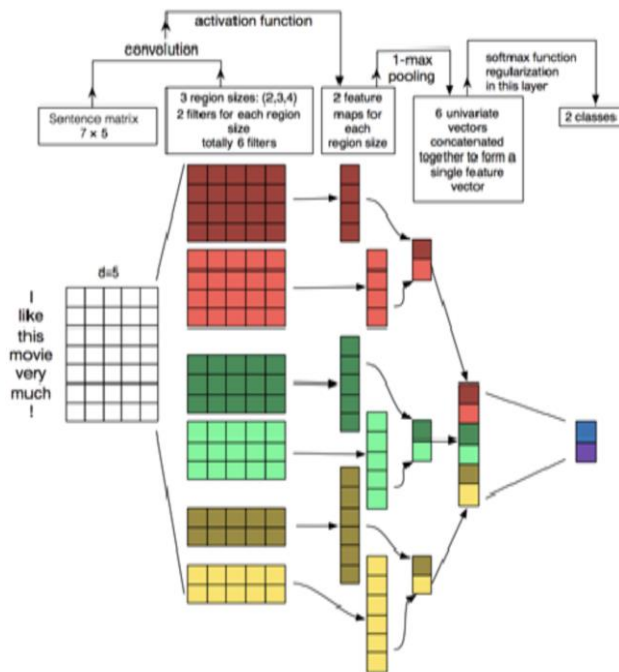 activation function
convolution
1-max
pooling
softmax function
regularization
in this layer
Sentence matrix
7 × 5
3 region sizes: (2,3,4)
2 filters for each region
size
totally 6 filters
2 feature
maps for
each
region size
6 univariate
vectors
concatenated
together to form a
single feature
vector
2 classes
d=5
I
like
this
movie
very
much
!